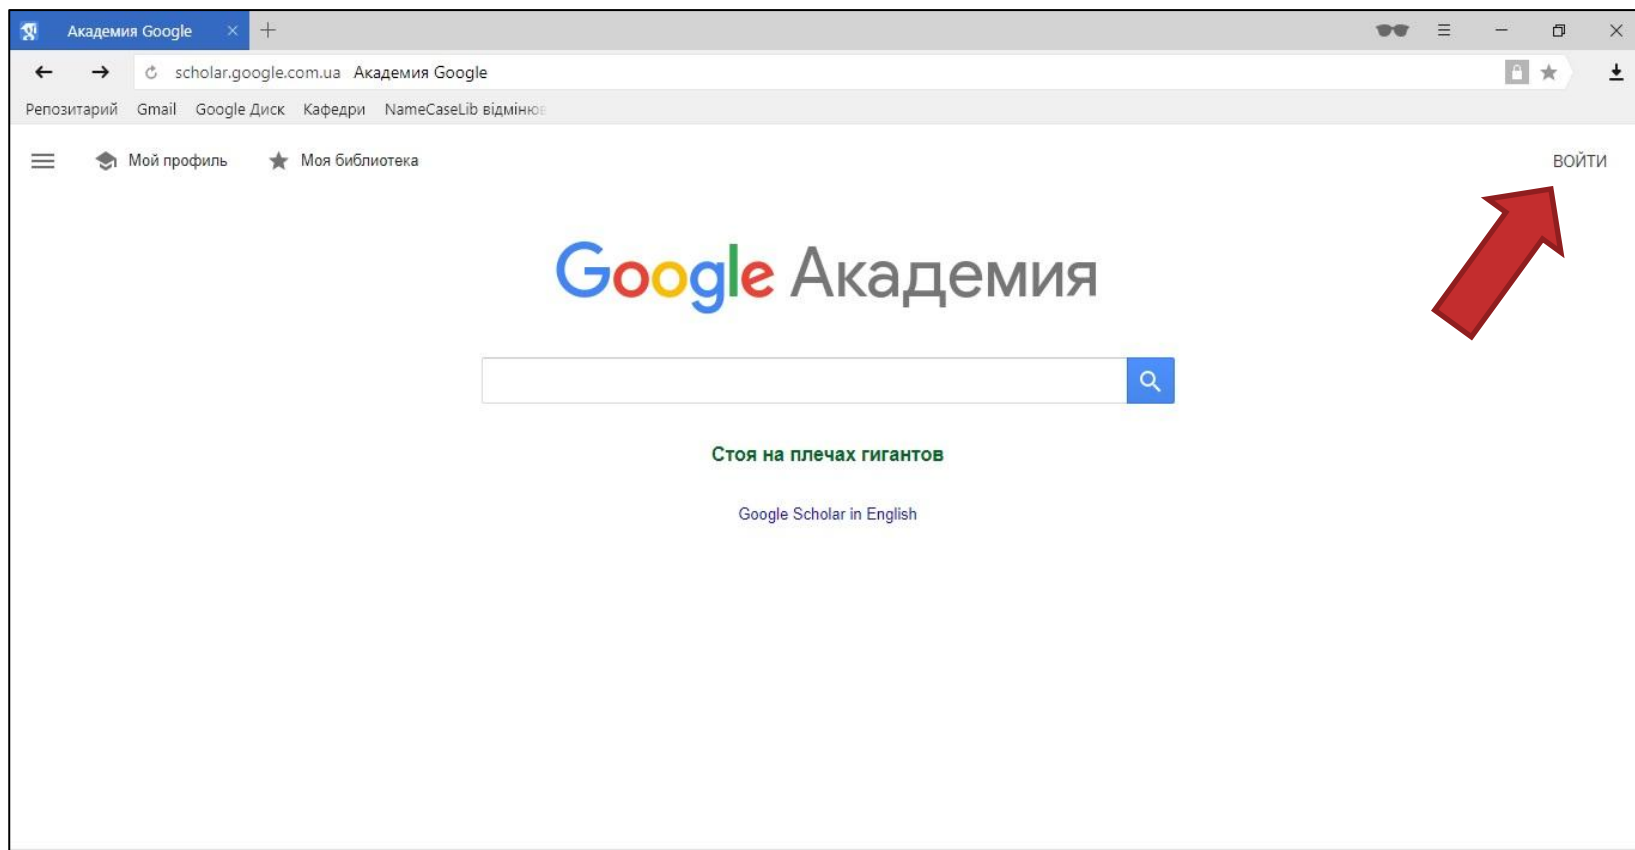 Академия Google
scholar.google.com.ua Академия Google
Репозитарий Gmail Google Диск Кафедри NameCaseLib відмінюв
Мой профиль Моя библиотека ВОЙТИ
Google Академия
Стоя на плечах гигантов
Google Scholar in English